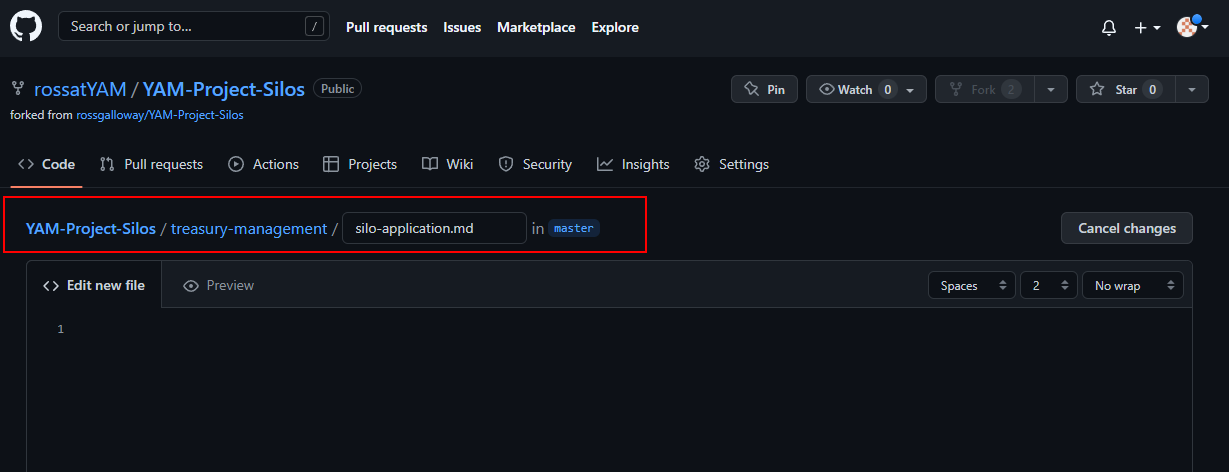 Search or jump to... / Pull requests Issues Marketplace Explore
rossatYAM / YAM-Project-Silos Public Pin Watch 0 Fork 2 Star 0
forked from rossgalloway/YAM-Project-Silos
Code Pull requests Actions Projects Wiki Security Insights Settings
YAM-Project-Silos / treasury-management / silo-application.md in master Cancel changes
Edit new file Preview Spaces 2 No wrap
1